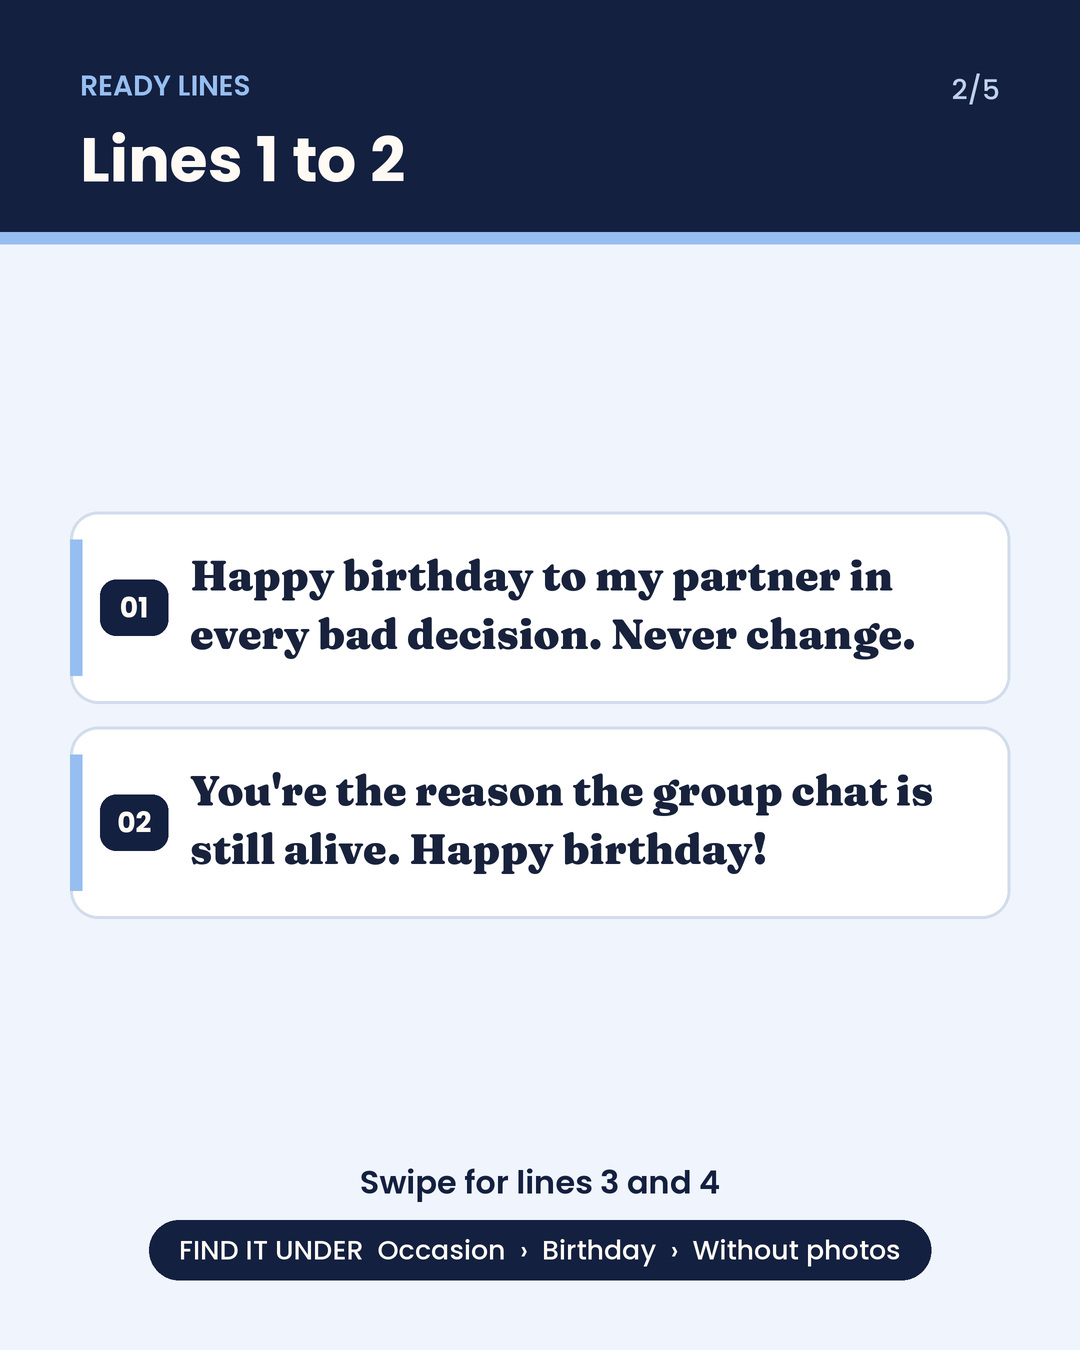 READY LINES
2/5
Lines 1 to 2
01
Happy birthday to my partner in
every bad decision. Never change.
02
You're the reason the group chat is
still alive. Happy birthday!
Swipe for lines 3 and 4
FIND IT UNDER Occasion › Birthday › Without photos